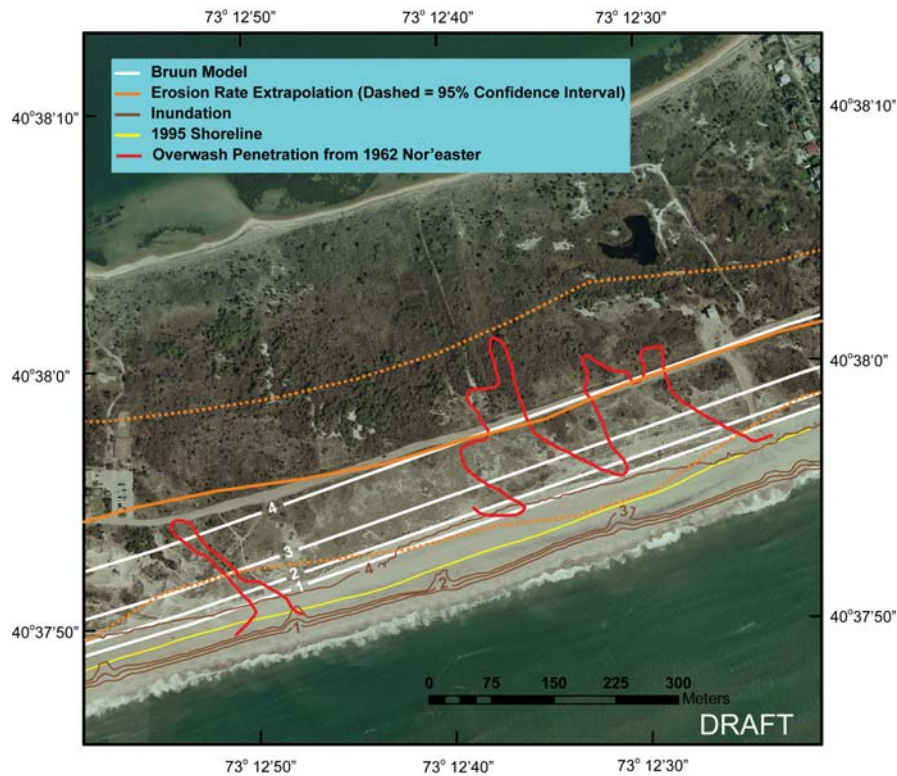 73° 12’50” 73° 12’40” 73° 12’30”
Bruun Model
Erosion Rate Extrapolation (Dashed = 95% Confidence Interval)
Inundation
1995 Shoreline
Overwash Penetration from 1962 Nor’easter
40°38’10” 40°38’10”
40°38’0” 40°38’0”
4
3
2
1
4
3
2
1
40°37’50” 40°37’50”
0 75 150 225 300
Meters
DRAFT
73° 12’50” 73° 12’40” 73° 12’30”